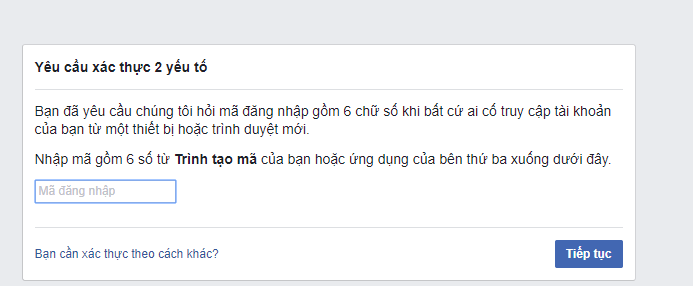 Yêu cầu xác thực 2 yếu tố
Bạn đã yêu cầu chúng tôi hỏi mã đăng nhập gồm 6 chữ số khi bất cứ ai cố truy cập tài khoản
của bạn từ một thiết bị hoặc trình duyệt mới.
Nhập mã gồm 6 số từ Trình tạo mã của bạn hoặc ứng dụng của bên thứ ba xuống dưới đây.
Mã đăng nhập
Bạn cần xác thực theo cách khác?
Tiếp tục